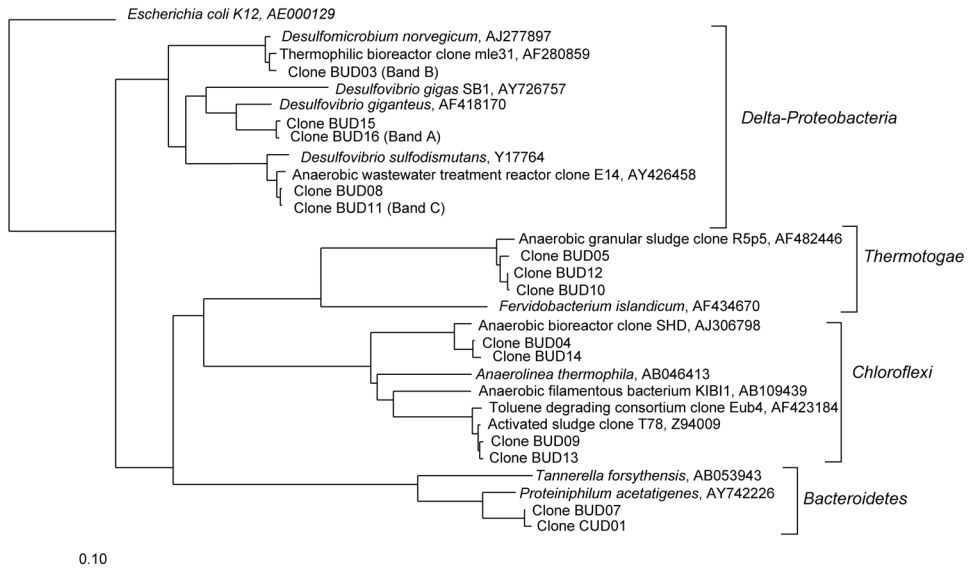 Escherichia coli K12, AE000129
Desulfomicrobium norvegicum, AJ277897
Thermophilic bioreactor clone mle31, AF280859
Clone BUD03 (Band B)
Desulfovibrio gigas SB1, AY726757
Desulfovibrio giganteus, AF418170
Delta-Proteobacteria
Clone BUD15
Clone BUD16 (Band A)
Desulfovibrio sulfodismutans, Y17764
Anaerobic wastewater treatment reactor clone E14, AY426458
Clone BUD08
Clone BUD11 (Band C)
Anaerobic granular sludge clone R5p5, AF482446
Clone BUD05
Thermotogae
Clone BUD12
Clone BUD10
Fervidobacterium islandicum, AF434670
Anaerobic bioreactor clone SHD, AJ306798
Clone BUD04
Clone BUD14
Chloroflexi
Anaerolinea thermophila, AB046413
Anaerobic filamentous bacterium KIBI1, AB109439
Toluene degrading consortium clone Eub4, AF423184
Activated sludge clone T78, Z94009
Clone BUD09
Clone BUD13
Tannerella forsythensis, AB053943
Proteiniphilum acetatigenes, AY742226
Bacteroidetes
Clone BUD07
Clone CUD01
0.10